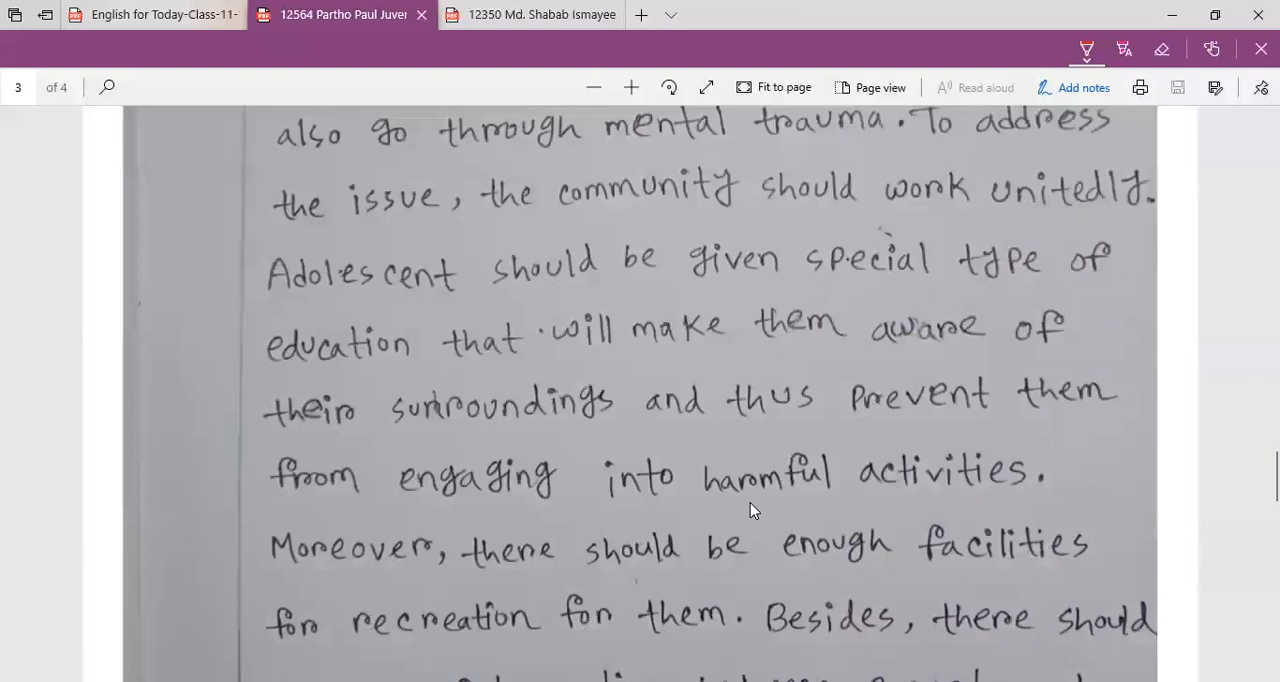 English for Today-Class-11-
12564 Partho Paul Juver
12350 Md. Shabab Ismayee
3 of 4
Fit to page
Page view
Read aloud
Add notes
also go through mental trauma. To address
the issue, the community should work unitedly.
Adolescent should be given special type of
education that will make them aware of
their surroundings and thus prevent them
from engaging into harmful activities.
Moreover, there should be enough facilities
for recreation for them. Besides, there should